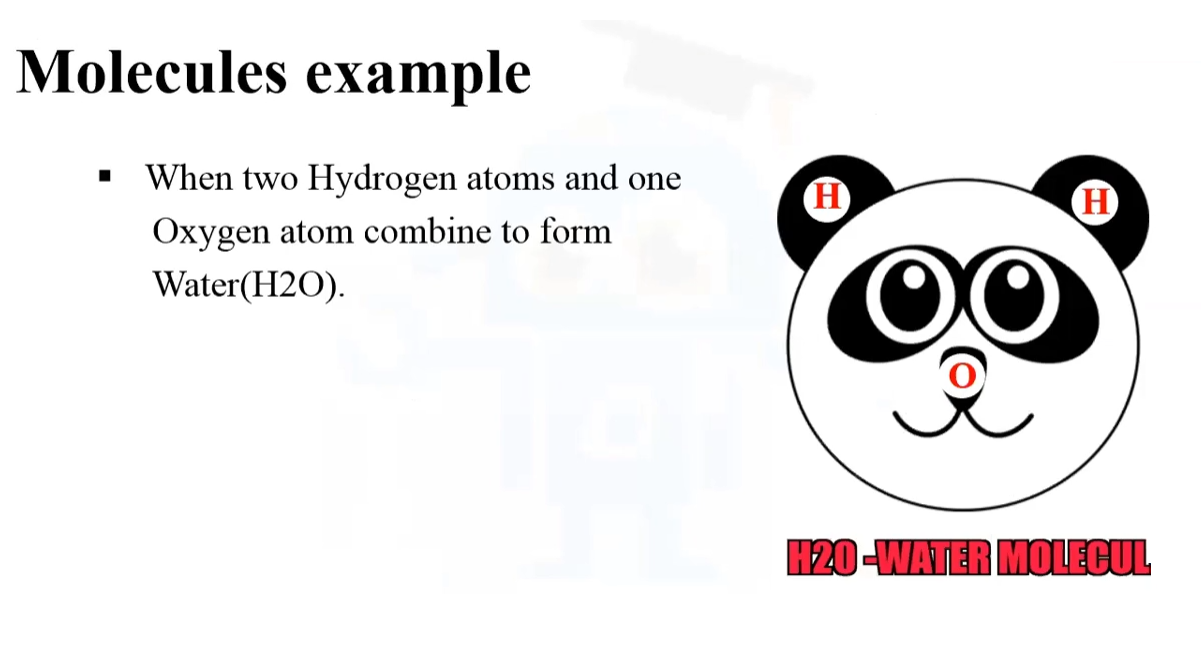 Molecules example
▪ When two Hydrogen atoms and one
Oxygen atom combine to form
Water(H2O).
H
H
O
H2O -WATER MOLECUL